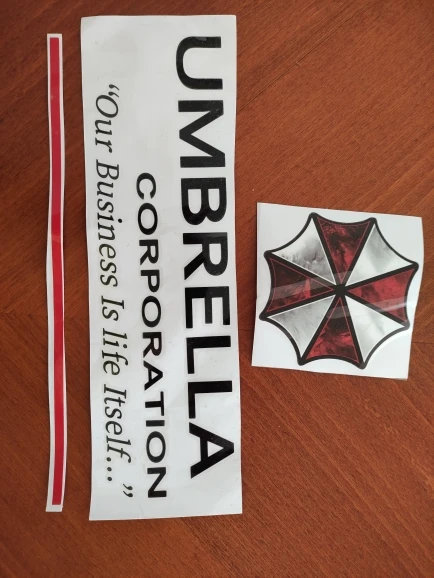 UMBRELLA
CORPORATION
“Our Business Is life Itself...”